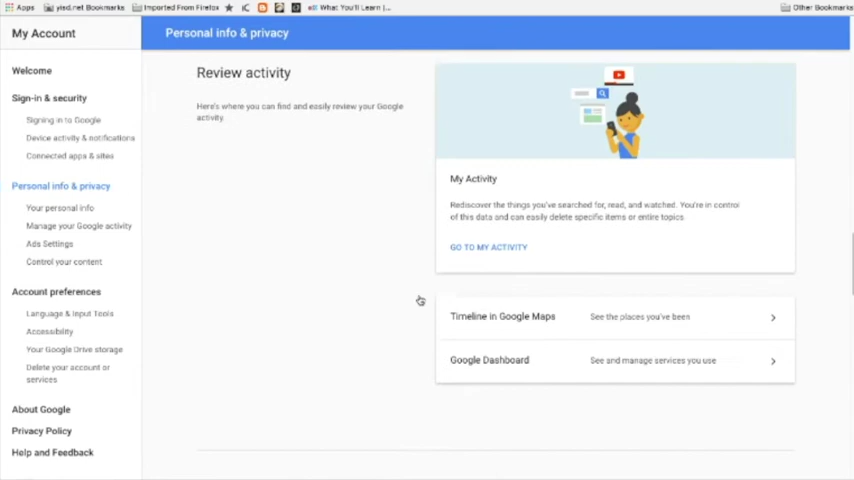 Apps yisd.net Bookmarks Imported From Firefox What You'll Learn |... Other Bookmarks
My Account
Personal info & privacy
Welcome
Sign-in & security
Signing in to Google
Device activity & notifications
Connected apps & sites
Personal info & privacy
Your personal info
Manage your Google activity
Ads Settings
Control your content
Account preferences
Language & Input Tools
Accessibility
Your Google Drive storage
Delete your account or
services
About Google
Privacy Policy
Help and Feedback
Review activity
Here's where you can find and easily review your Google
activity.
My Activity
Rediscover the things you've searched for, read, and watched. You're in control
of this data and can easily delete specific items or entire topics.
GO TO MY ACTIVITY
Timeline in Google Maps See the places you've been
Google Dashboard See and manage services you use